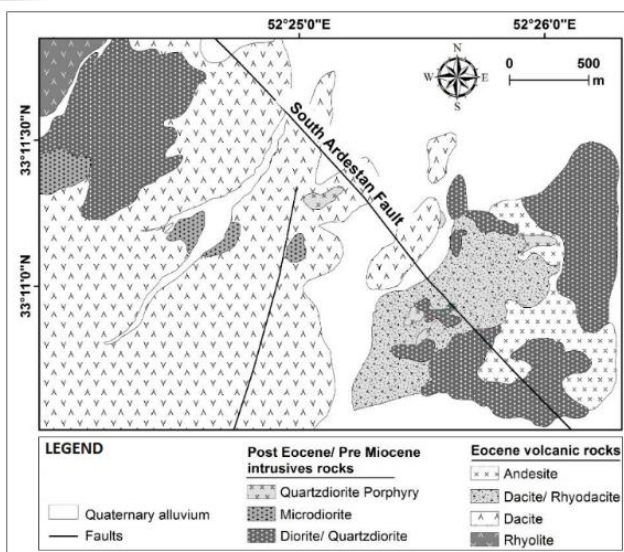 52°25'0"E
52°26'0"E
N
W E
S
0 500
m
33°11'30"N
South Ardestan Fault
33°11'0"N
LEGEND
Quaternary alluvium
Faults
Post Eocene/ Pre Miocene
intrusives rocks
Quartzdiorite Porphyry
Microdiorite
Diorite/ Quartzdiorite
Eocene volcanic rocks
Andesite
Dacite/ Rhyodacite
Dacite
Rhyolite